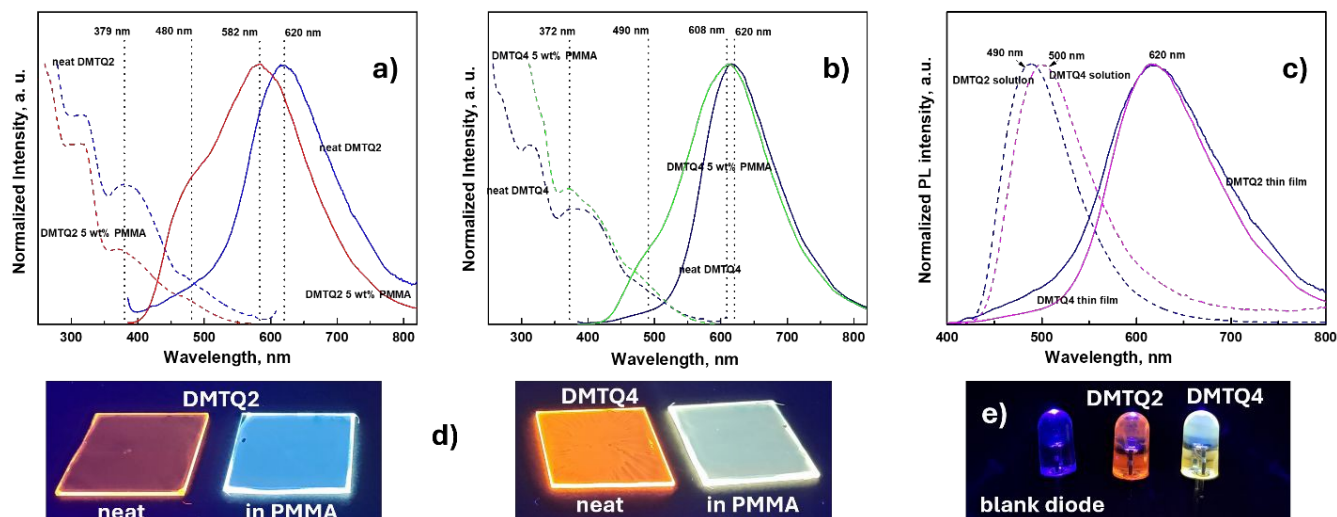 379 nm 480 nm 582 nm 620 nm
neat DMTQ2
a)
neat DMTQ2
DMTQ2 5 wt% PMMA
DMTQ2 5 wt% PMMA
Normalized Intensity, a. u.
300 400 500 600 700 800
Wavelength, nm
372 nm 490 nm 608 nm 620 nm
DMTQ4 5 wt% PMMA
b)
DMTQ4 5 wt% PMMA
neat DMTQ4
neat DMTQ4
Normalized Intensity, a. u.
300 400 500 600 700 800
Wavelength, nm
490 nm 500 nm 620 nm
c)
DMTQ2 solution DMTQ4 solution
DMTQ2 thin film
DMTQ4 thin film
Normalized PL intensity, a.u.
400 500 600 700 800
Wavelength, nm
DMTQ2
neat in PMMA
d)
DMTQ4
neat in PMMA
e)
DMTQ2 DMTQ4
blank diode